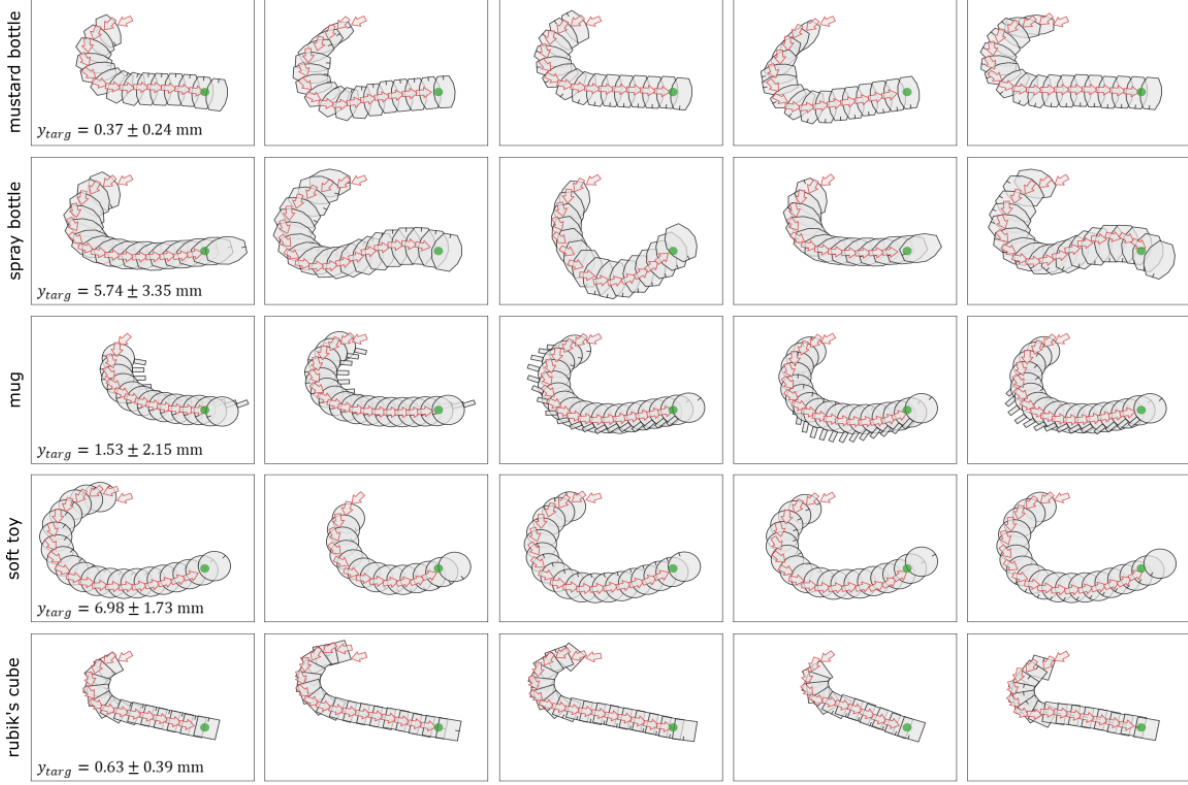 mustard bottle
y_targ = 0.37 ± 0.24 mm
spray bottle
y_targ = 5.74 ± 3.35 mm
mug
y_targ = 1.53 ± 2.15 mm
soft toy
y_targ = 6.98 ± 1.73 mm
rubik's cube
y_targ = 0.63 ± 0.39 mm